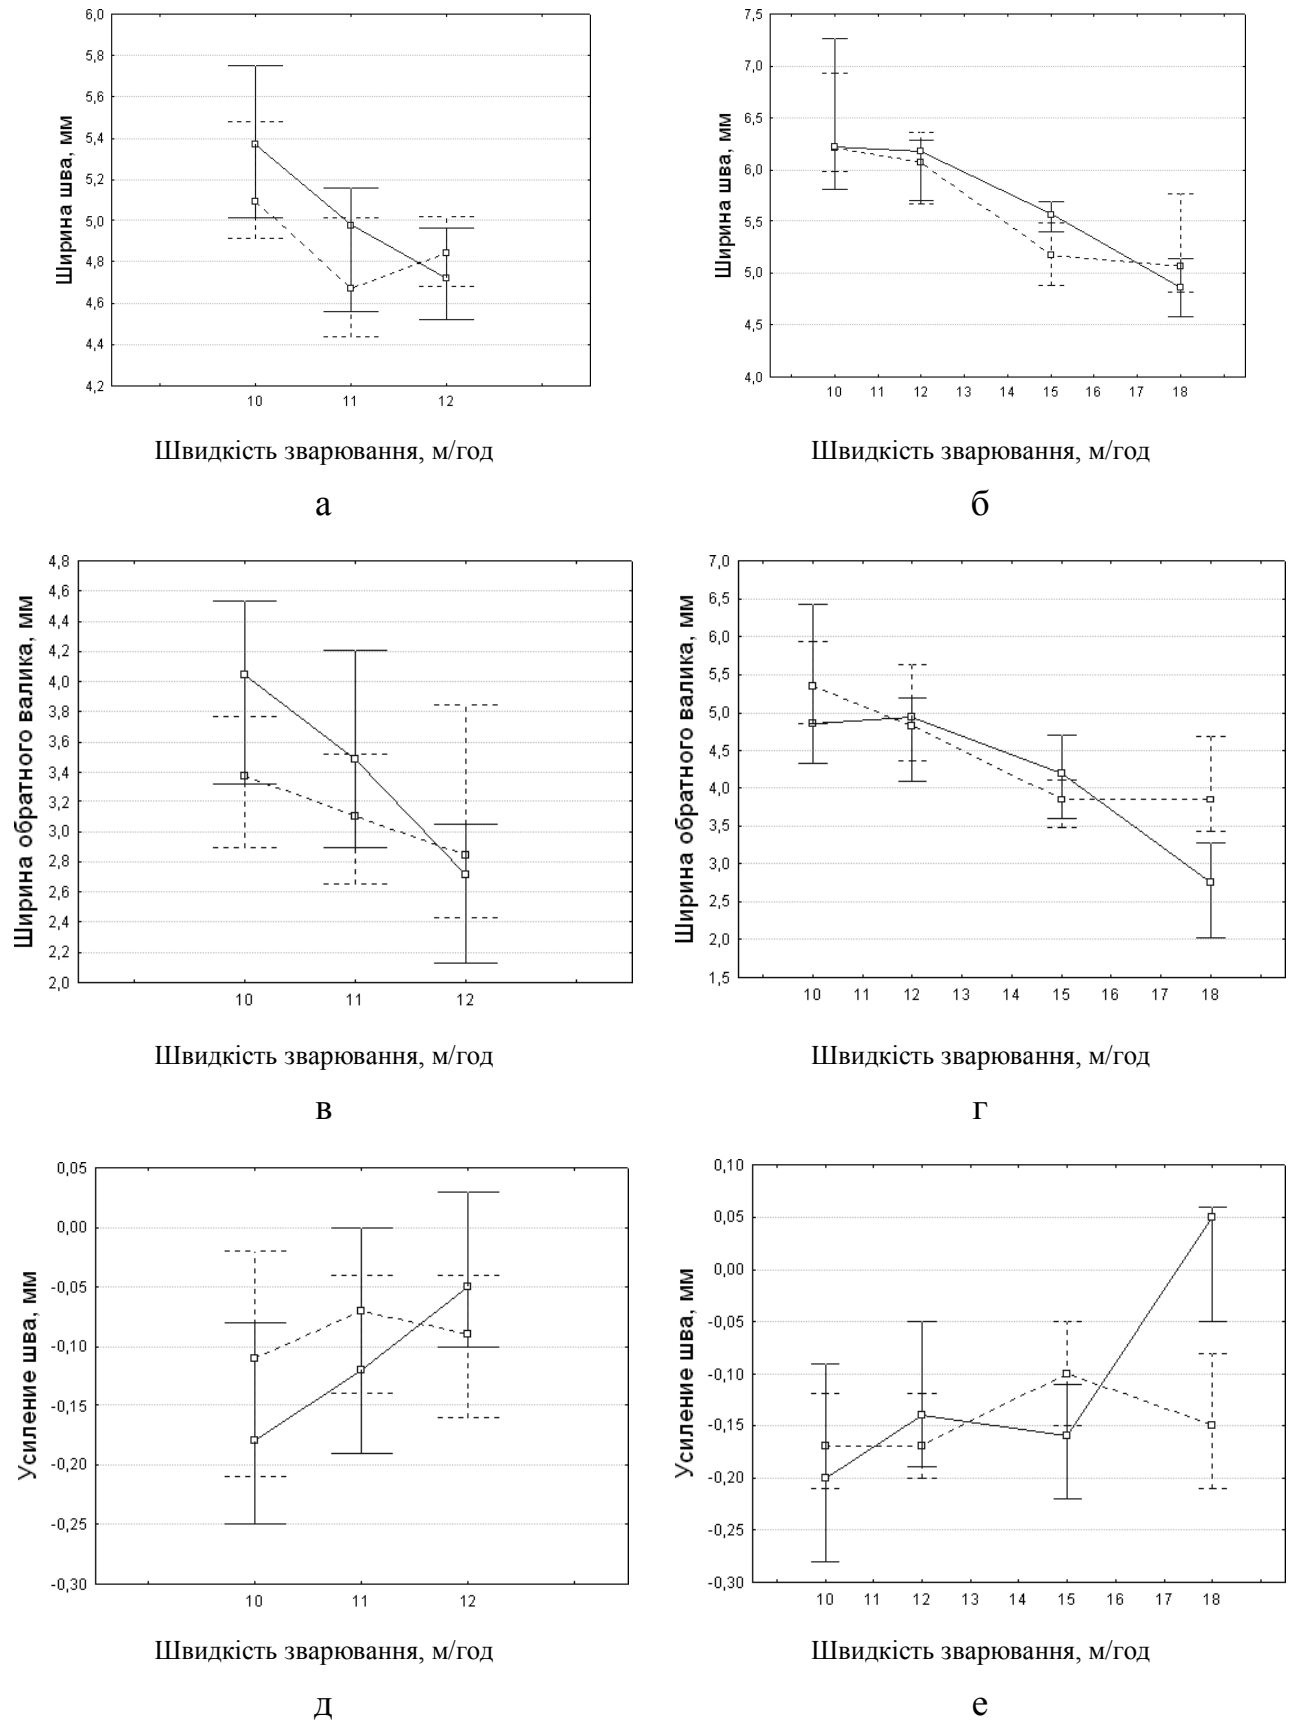 6,0
5,8
5,6
5,4
5,2
5,0
4,8
4,6
4,4
4,2
Ширина шва, мм
10 11 12
Швидкість зварювання, м/год
а
7,5
7,0
6,5
6,0
5,5
5,0
4,5
4,0
Ширина шва, мм
10 11 12 13 14 15 16 17 18
Швидкість зварювання, м/год
б
4,8
4,6
4,4
4,2
4,0
3,8
3,6
3,4
3,2
3,0
2,8
2,6
2,4
2,2
2,0
Ширина обратного валика, мм
10 11 12
Швидкість зварювання, м/год
в
7,0
6,5
6,0
5,5
5,0
4,5
4,0
3,5
3,0
2,5
2,0
1,5
Ширина обратного валика, мм
10 11 12 13 14 15 16 17 18
Швидкість зварювання, м/год
г
0,05
0,00
-0,05
-0,10
-0,15
-0,20
-0,25
-0,30
Усиление шва, мм
10 11 12
Швидкість зварювання, м/год
д
0,10
0,05
0,00
-0,05
-0,10
-0,15
-0,20
-0,25
-0,30
Усиление шва, мм
10 11 12 13 14 15 16 17 18
Швидкість зварювання, м/год
е